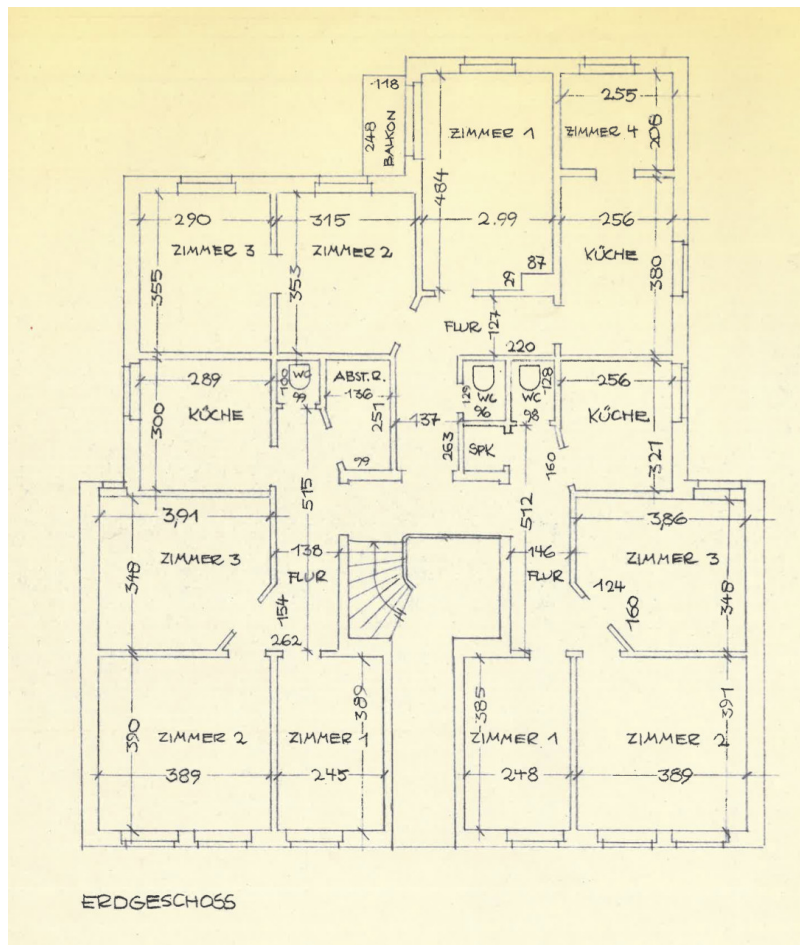 118
255
248
BALKON
ZIMMER 1
ZIMMER 4
208
484
290
315
2.99
256
ZIMMER 3
ZIMMER 2
KÜCHE
355
353
87
29
380
FLUR
127
220
289
WC
100
99
ABST.R.
136
251
129
WC
96
WC
128
98
256
KÜCHE
300
137
KÜCHE
263
SPK
99
160
321
515
512
3,91
3,86
ZIMMER 3
138
146
ZIMMER 3
348
FLUR
FLUR
124
348
154
160
262
389
385
391
390
ZIMMER 2
ZIMMER 1
ZIMMER 1
ZIMMER 2
389
245
248
389
ERDGESCHOSS